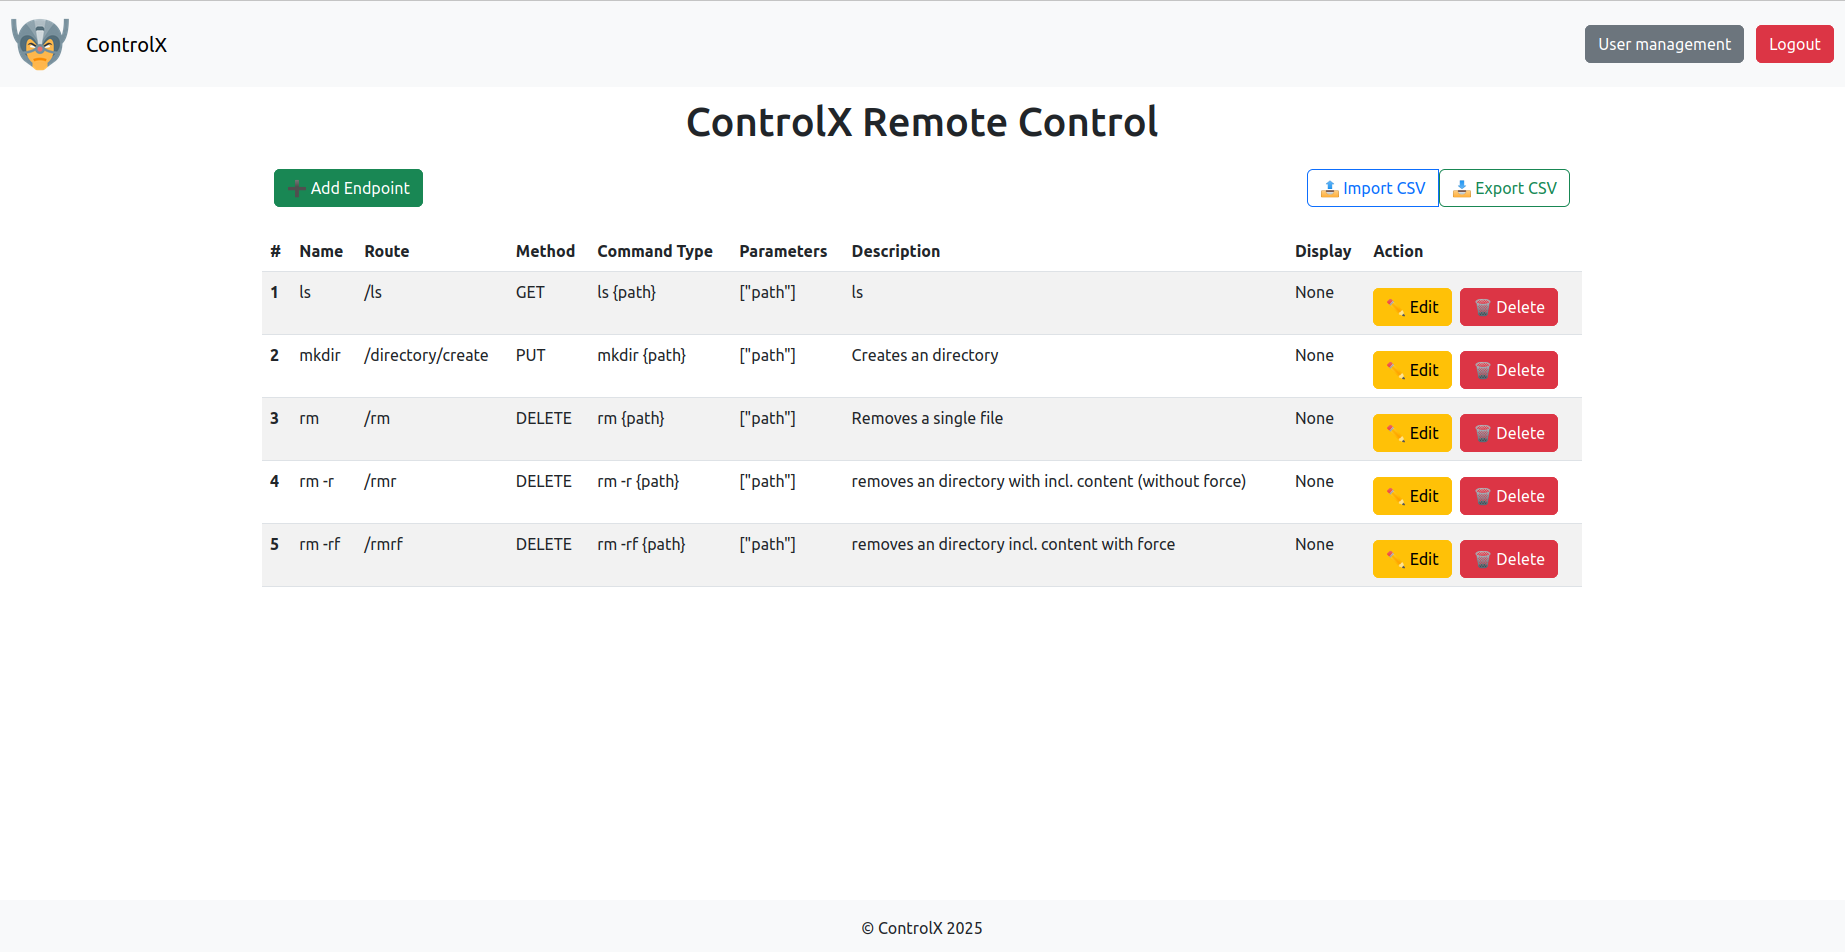 ControlX
User management
Logout
ControlX Remote Control
➕ Add Endpoint
📤 Import CSV
📥 Export CSV
# Name Route Method Command Type Parameters Description Display Action
1 ls /ls GET ls {path} ["path"] ls None ✏️ Edit 🗑️ Delete
2 mkdir /directory/create PUT mkdir {path} ["path"] Creates an directory None ✏️ Edit 🗑️ Delete
3 rm /rm DELETE rm {path} ["path"] Removes a single file None ✏️ Edit 🗑️ Delete
4 rm -r /rmr DELETE rm -r {path} ["path"] removes an directory with incl. content (without force) None ✏️ Edit 🗑️ Delete
5 rm -rf /rmrf DELETE rm -rf {path} ["path"] removes an directory incl. content with force None ✏️ Edit 🗑️ Delete
© ControlX 2025